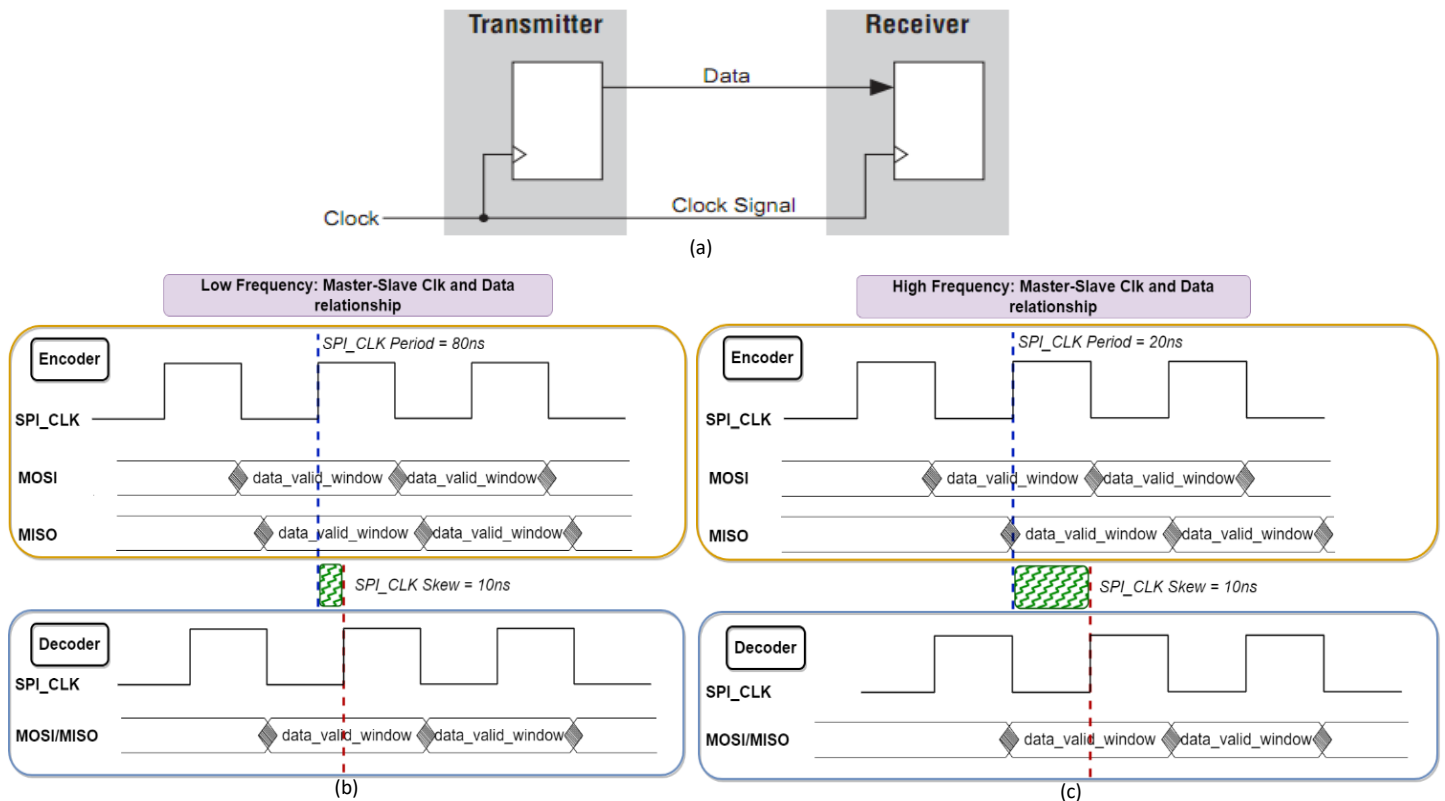 Transmitter
Receiver
Data
Clock
Clock Signal
(a)
Low Frequency: Master-Slave Clk and Data
relationship
Encoder
SPI_CLK Period = 80ns
SPI_CLK
MOSI
data_valid_window
data_valid_window
MISO
data_valid_window
data_valid_window
SPI_CLK Skew = 10ns
Decoder
SPI_CLK
MOSI/MISO
data_valid_window
data_valid_window
(b)
High Frequency: Master-Slave Clk and Data
relationship
Encoder
SPI_CLK Period = 20ns
SPI_CLK
MOSI
data_valid_window
data_valid_window
MISO
data_valid_window
data_valid_window
SPI_CLK Skew = 10ns
Decoder
SPI_CLK
MOSI/MISO
data_valid_window
data_valid_window
(c)